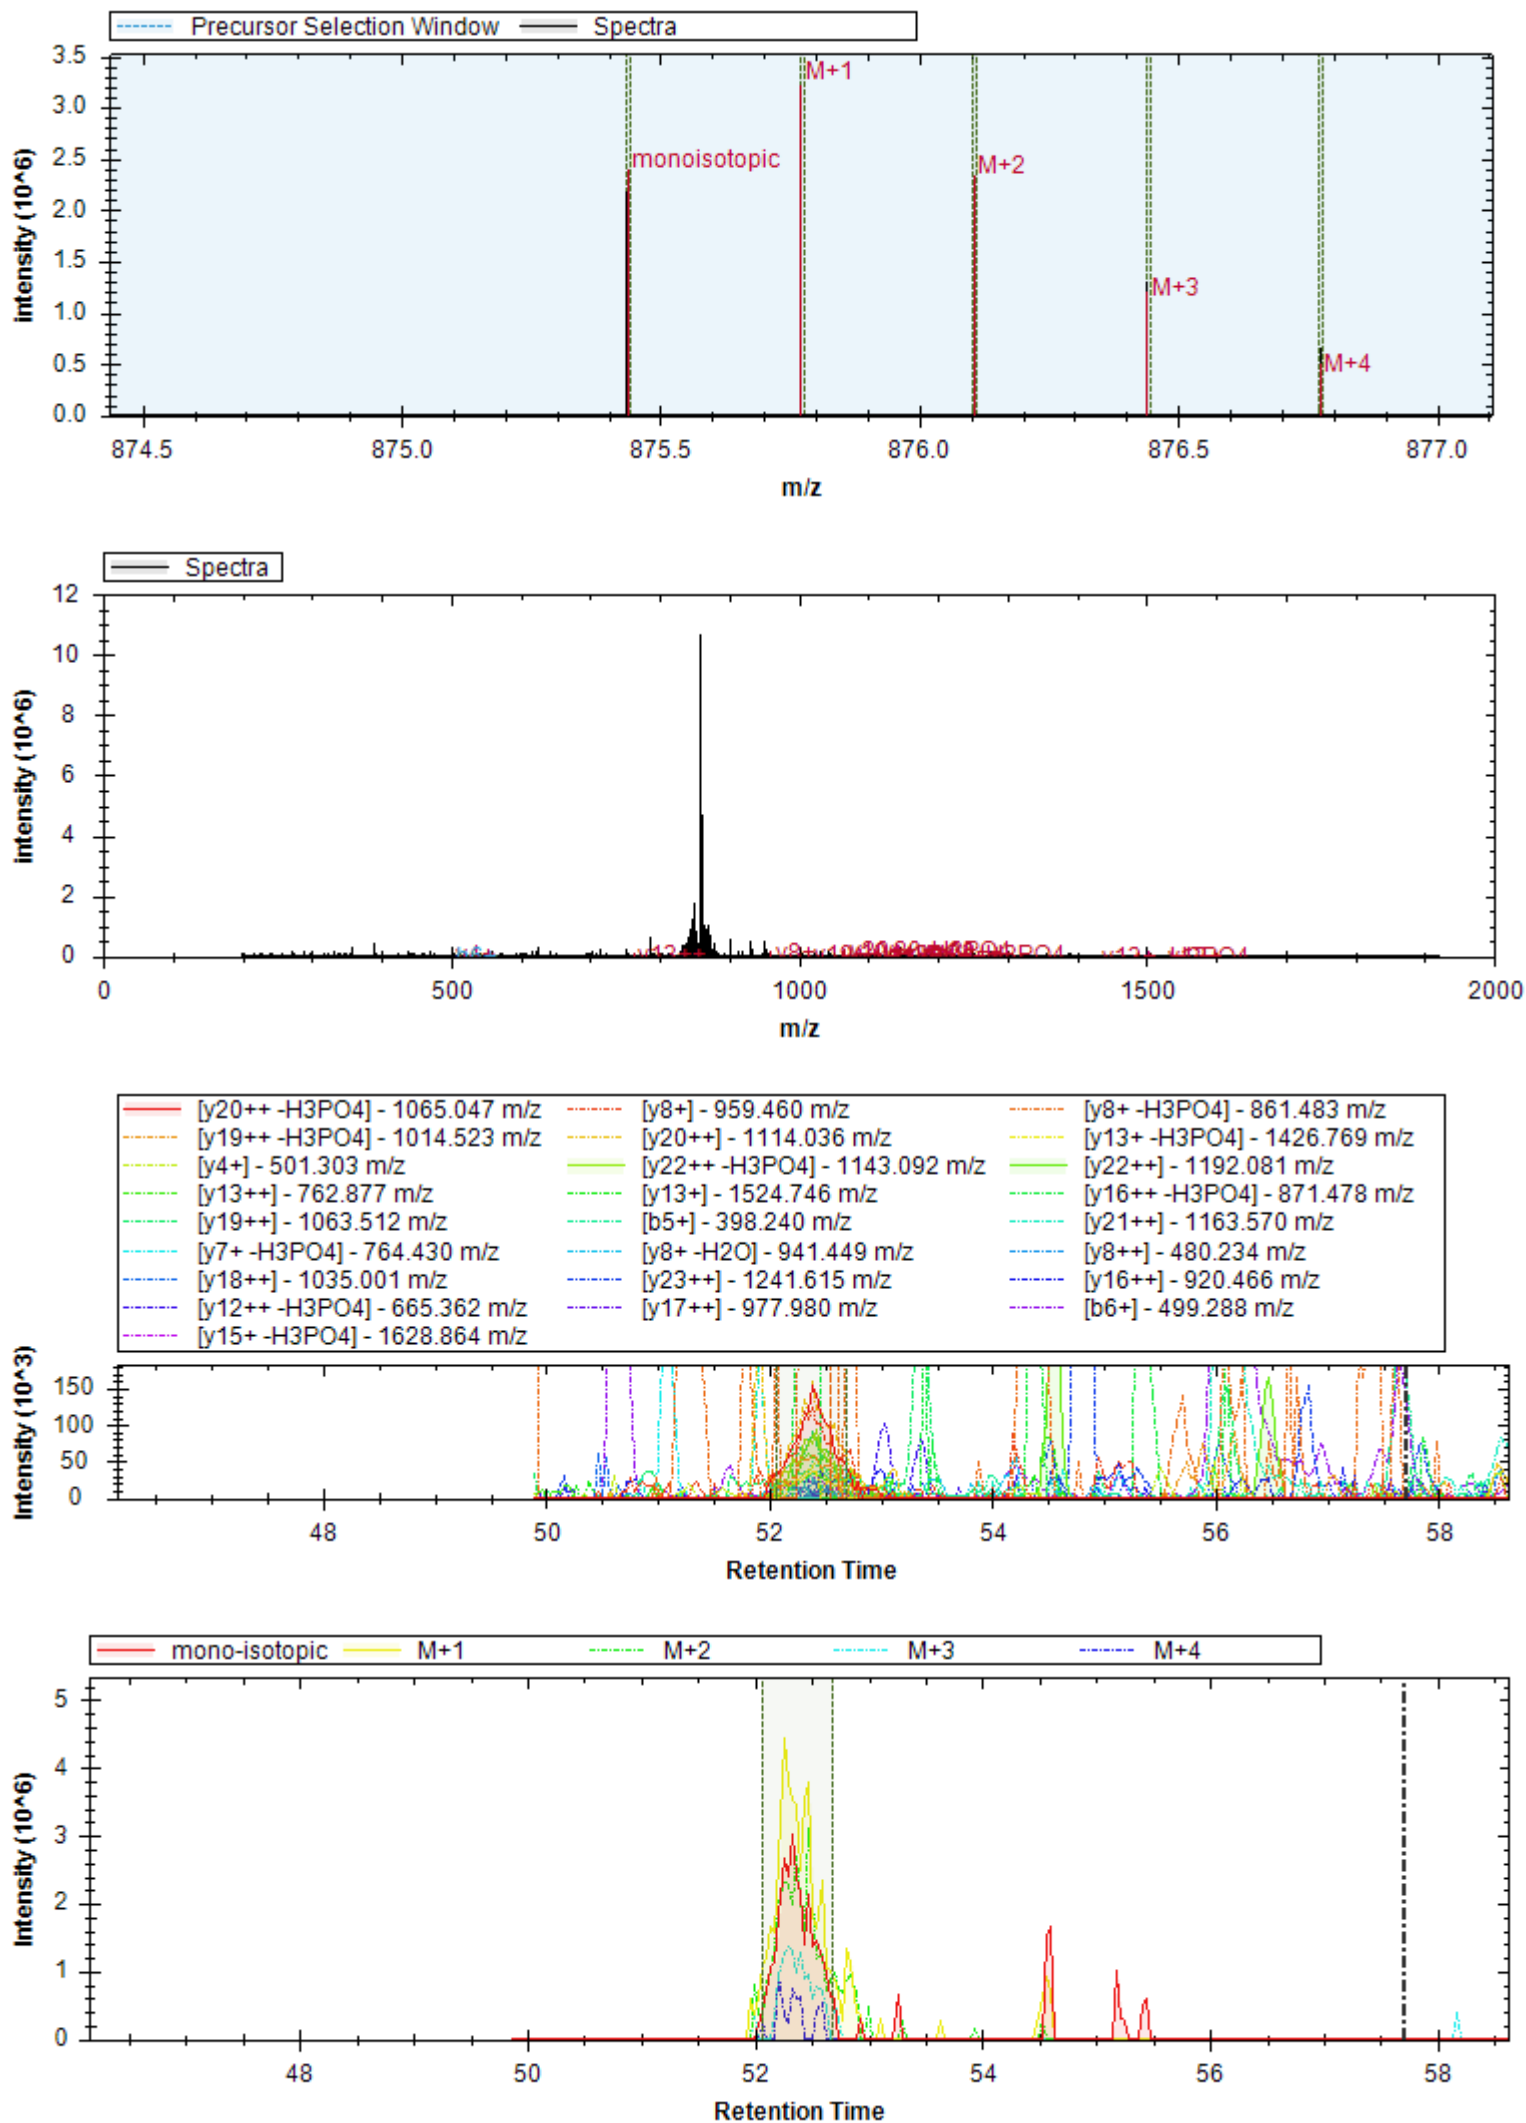 Precursor Selection Window Spectra
intensity (10^6)
3.5
3.0
2.5
2.0
1.5
1.0
0.5
0.0
monoisotopic
M+1
M+2
M+3
M+4
874.5 875.0 875.5 876.0 876.5 877.0
m/z
Spectra
intensity (10^6)
12
10
8
6
4
2
0
0 500 1000 1500 2000
m/z
[y20++ -H3PO4] - 1065.047 m/z [y8+] - 959.460 m/z [y8+ -H3PO4] - 861.483 m/z
[y19++ -H3PO4] - 1014.523 m/z [y20++] - 1114.036 m/z [y13+ -H3PO4] - 1426.769 m/z
[y4+] - 501.303 m/z [y22++ -H3PO4] - 1143.092 m/z [y22++] - 1192.081 m/z
[y13++] - 762.877 m/z [y13+] - 1524.746 m/z [y16++ -H3PO4] - 871.478 m/z
[y19++] - 1063.512 m/z [b5+] - 398.240 m/z [y21++] - 1163.570 m/z
[y7+ -H3PO4] - 764.430 m/z [y8+ -H2O] - 941.449 m/z [y8++] - 480.234 m/z
[y18++] - 1035.001 m/z [y23++] - 1241.615 m/z [y16++] - 920.466 m/z
[y12++ -H3PO4] - 665.362 m/z [y17++] - 977.980 m/z [b6+] - 499.288 m/z
[y15+ -H3PO4] - 1628.864 m/z
Intensity (10^3)
150
100
50
0
48 50 52 54 56 58
Retention Time
mono-isotopic M+1 M+2 M+3 M+4
Intensity (10^6)
5
4
3
2
1
0
48 50 52 54 56 58
Retention Time